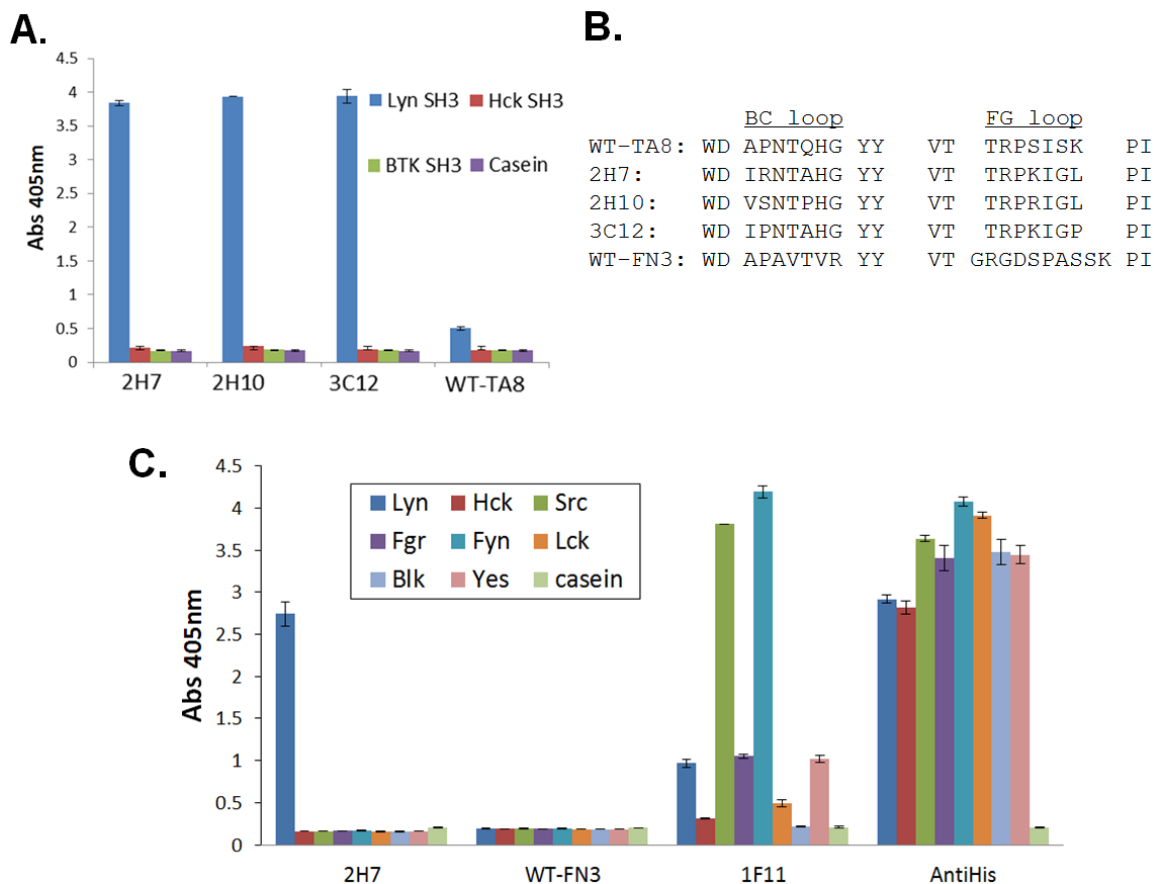 A.
4.5
4
3.5
3
2.5
2
1.5
1
0.5
0
Abs 405nm
Lyn SH3 Hck SH3
BTK SH3 Casein
2H7 2H10 3C12 WT-TA8
B.
BC loop FG loop
WT-TA8: WD APNTQHG YY VT TRPSISK PI
2H7: WD IRNTAHG YY VT TRPKIGL PI
2H10: WD VSNTPHG YY VT TRPRIGL PI
3C12: WD IPNTAHG YY VT TRPSKIGP PI
WT-FN3: WD APAVTVR YY VT GRGDSPASSK PI
C.
4.5
4
3.5
3
2.5
2
1.5
1
0.5
0
Abs 405nm
Lyn Hck Src
Fgr Fyn Lck
Blk Yes casein
2H7 WT-FN3 1F11 AntiHis